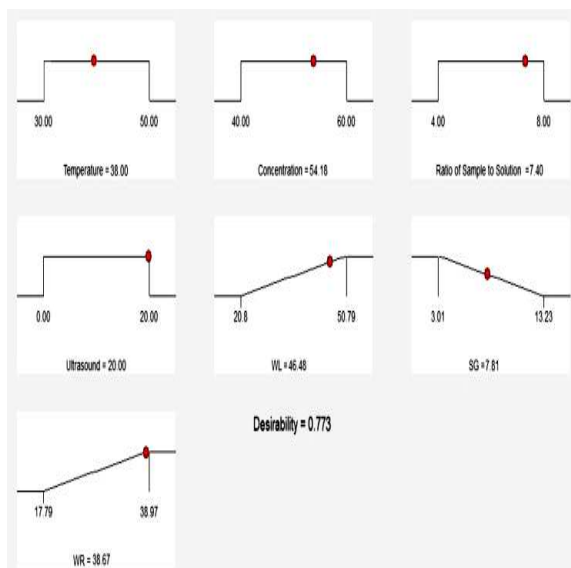 30.00 50.00
Temperature = 38.00
40.00 60.00
Concentration = 54.18
4.00 8.00
Ratio of Sample to Solution =7.40
0.00 20.00
Ultrasound = 20.00
20.8 50.79
WL = 46.48
3.01 13.23
SG =7.81
17.79 38.97
WR = 38.67
Desirability = 0.773